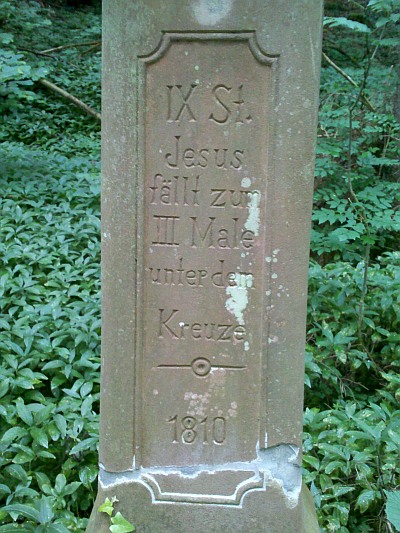 IX St.
Jesus
fällt zum
III Male
unter dem
Kreuze
1810